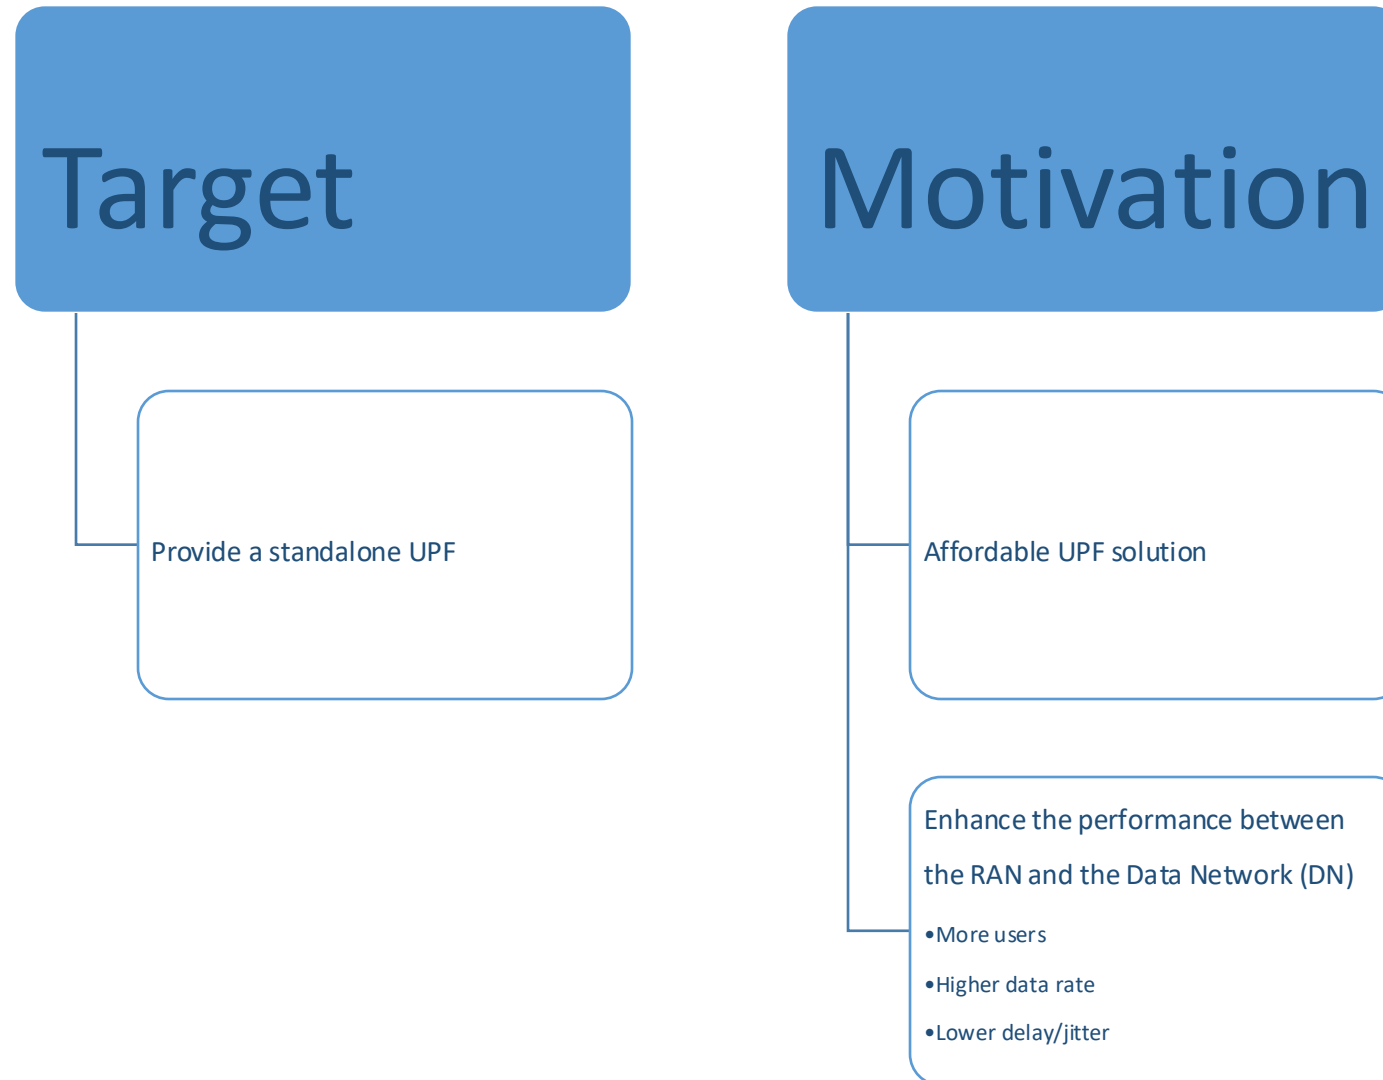 Target
Provide a standalone UPF
Motivation
Affordable UPF solution
Enhance the performance between
the RAN and the Data Network (DN)
•More users
•Higher data rate
•Lower delay/jitter